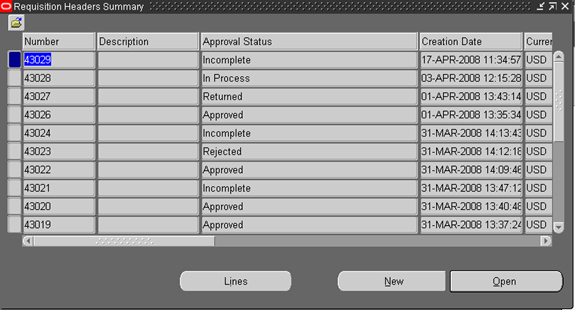 Requisition Headers Summary
Number Description Approval Status Creation Date Curren
43029 Incomplete 17-APR-2008 11:34:57 USD
43028 In Process 03-APR-2008 12:15:28 USD
43027 Returned 01-APR-2008 13:43:14 USD
43026 Approved 01-APR-2008 13:35:34 USD
43024 Incomplete 31-MAR-2008 14:13:43 USD
43023 Rejected 31-MAR-2008 14:12:18 USD
43022 Approved 31-MAR-2008 14:09:46 USD
43021 Incomplete 31-MAR-2008 13:47:12 USD
43020 Approved 31-MAR-2008 13:40:48 USD
43019 Approved 31-MAR-2008 13:37:24 USD
Lines New Open